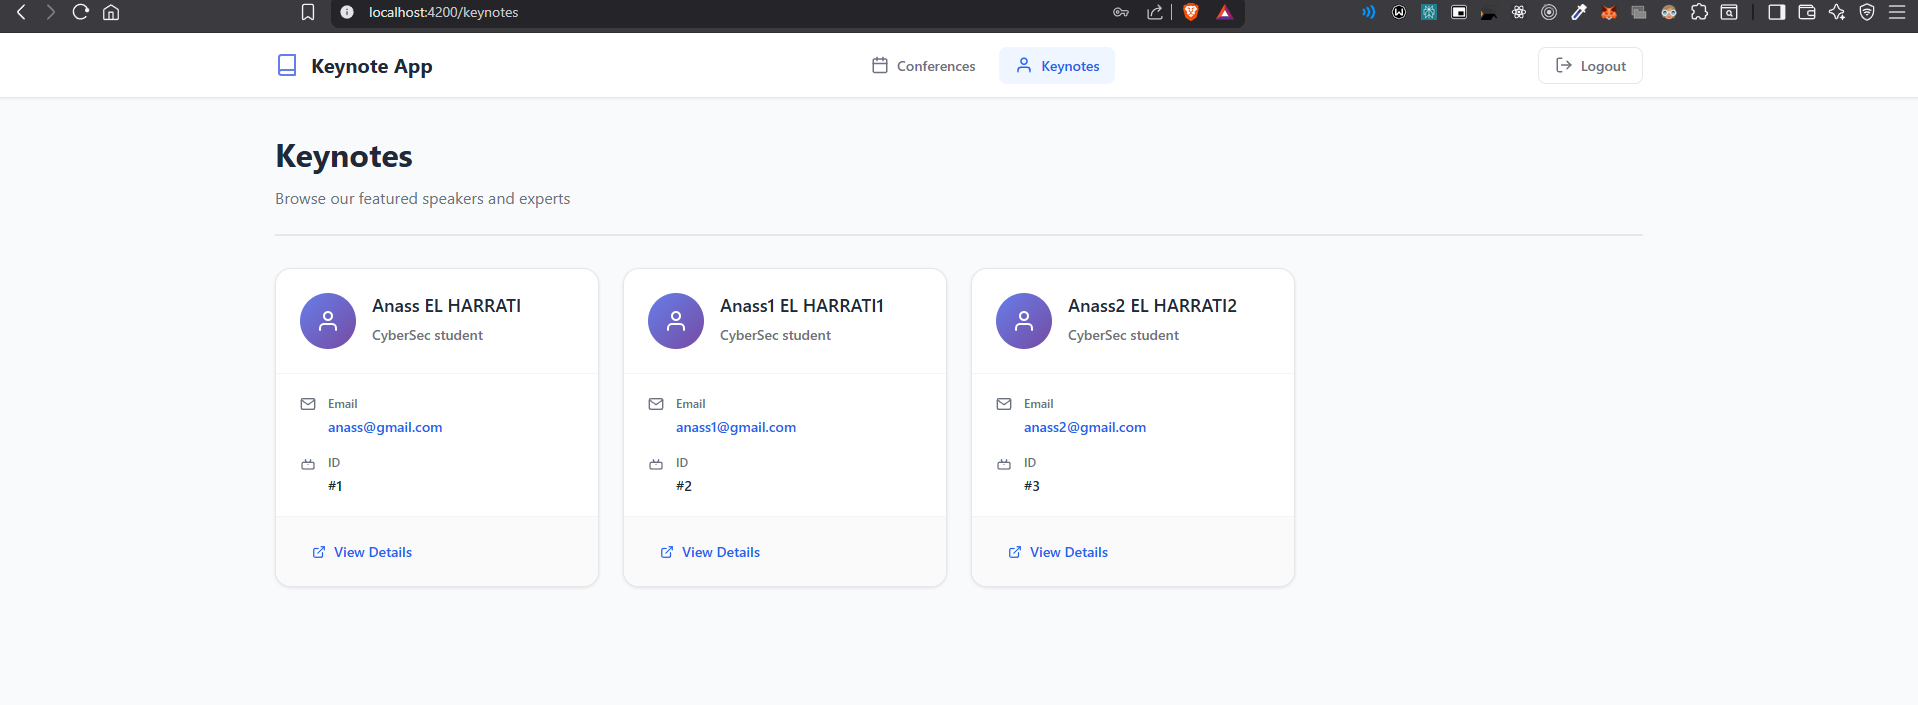 localhost:4200/keynotes
Keynote App
Conferences
Keynotes
Logout
Keynotes
Browse our featured speakers and experts
Anass EL HARRATI
CyberSec student
Email
anass@gmail.com
ID
#1
View Details
Anass1 EL HARRATI1
CyberSec student
Email
anass1@gmail.com
ID
#2
View Details
Anass2 EL HARRATI2
CyberSec student
Email
anass2@gmail.com
ID
#3
View Details